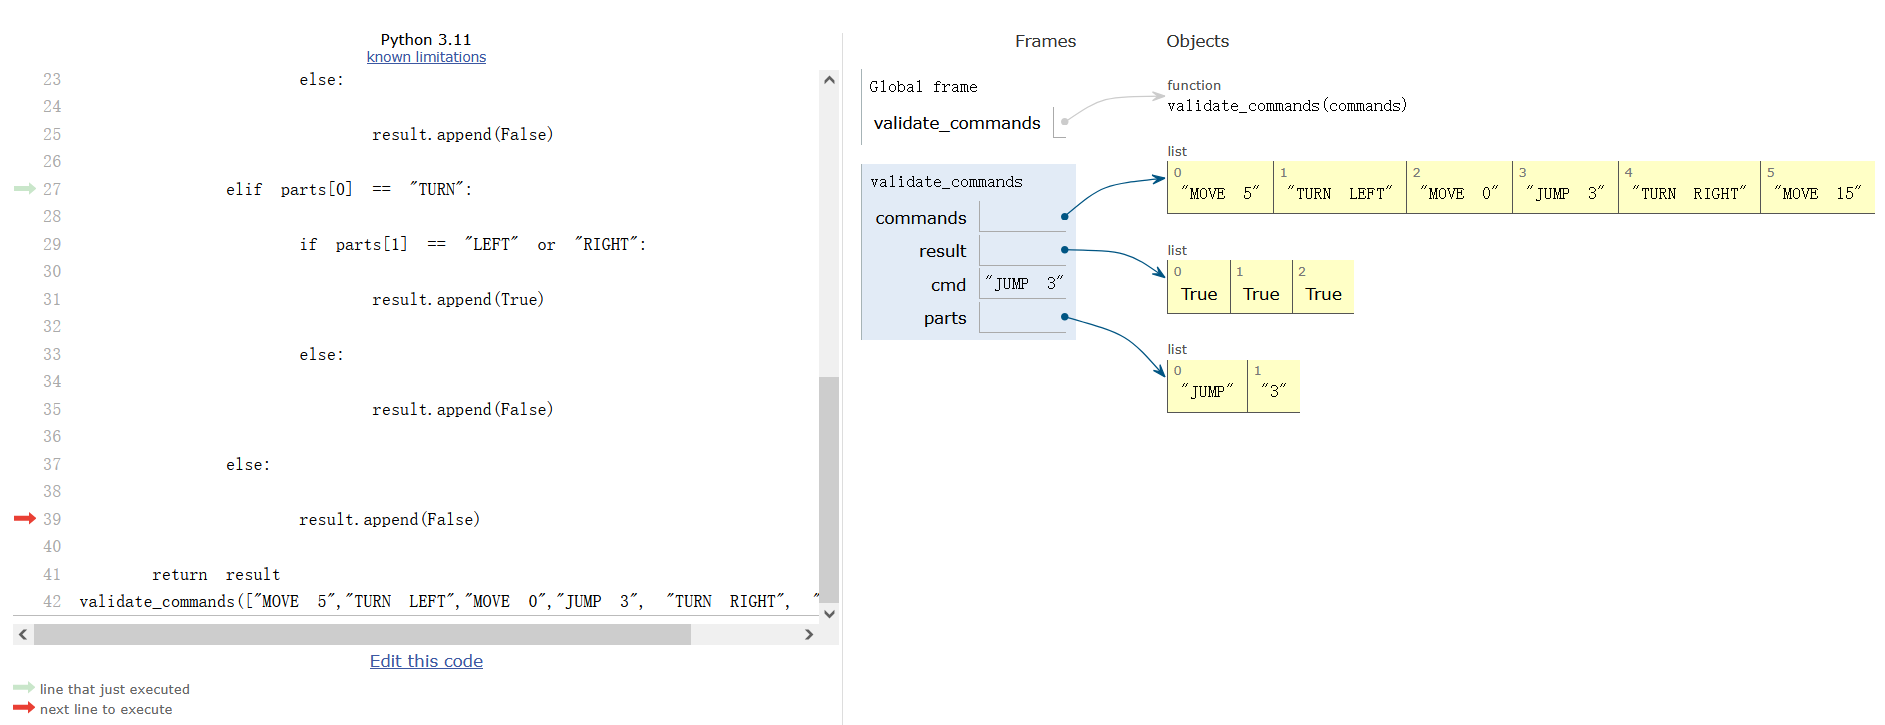 Python 3.11
known limitations
23 else:
24
25 result.append(False)
26
27 elif parts[0] == "TURN":
28
29 if parts[1] == "LEFT" or "RIGHT":
30
31 result.append(True)
32
33 else:
34
35 result.append(False)
36
37 else:
38
39 result.append(False)
40
41 return result
42 validate_commands(["MOVE 5","TURN LEFT","MOVE 0","JUMP 3", "TURN RIGHT", "
Edit this code
line that just executed
next line to execute
Frames
Objects
Global frame
validate_commands
function
validate_commands(commands)
validate_commands
commands
result
cmd "JUMP 3"
parts
list
0 1 2 3 4 5
"MOVE 5" "TURN LEFT" "MOVE 0" "JUMP 3" "TURN RIGHT" "MOVE 15"
list
0 1 2
True True True
list
0 1
"JUMP" "3"